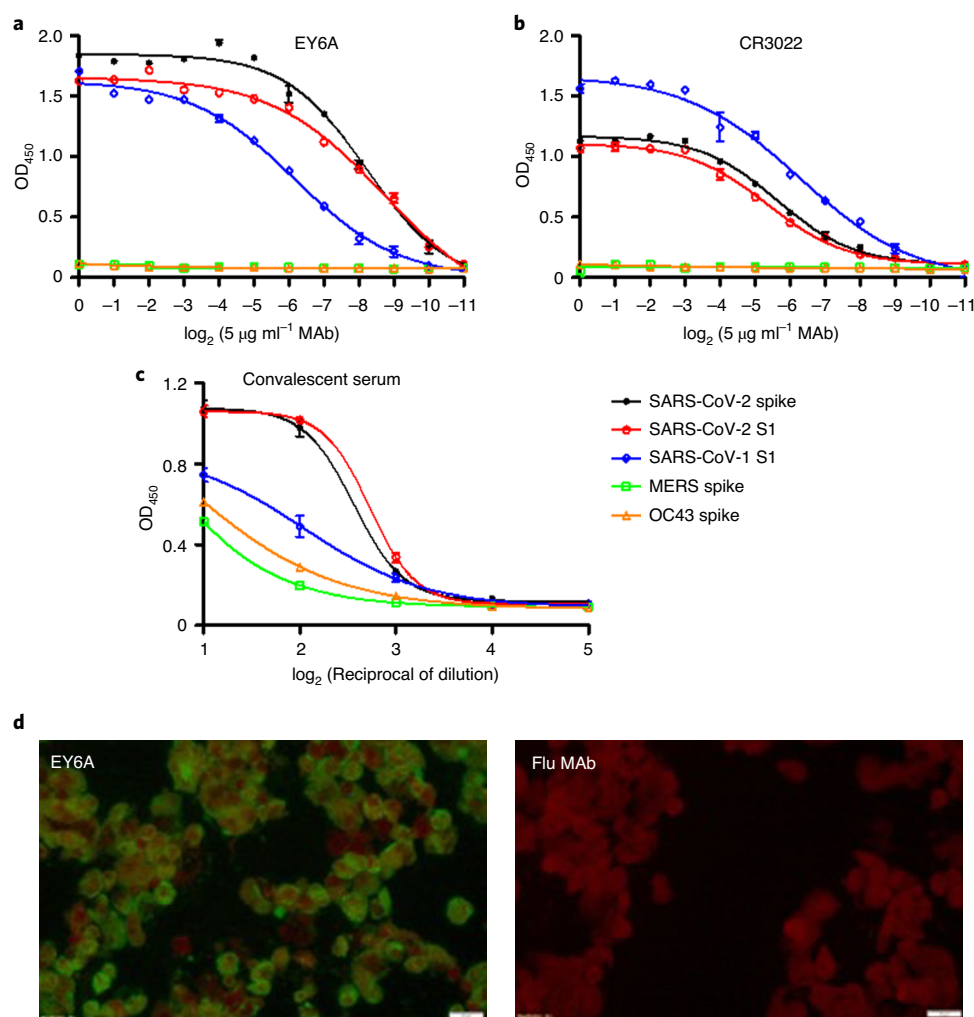 a
EY6A
2.0
1.5
1.0
0.5
0
OD450
0 −1 −2 −3 −4 −5 −6 −7 −8 −9 −10 −11
log2 (5 μg ml−1 MAb)
b
CR3022
2.0
1.5
1.0
0.5
0
OD450
0 −1 −2 −3 −4 −5 −6 −7 −8 −9 −10 −11
log2 (5 μg ml−1 MAb)
c
Convalescent serum
1.2
0.8
0.4
0
OD450
1 2 3 4 5
log2 (Reciprocal of dilution)
SARS-CoV-2 spike
SARS-CoV-2 S1
SARS-CoV-1 S1
MERS spike
OC43 spike
d
EY6A
Flu MAb